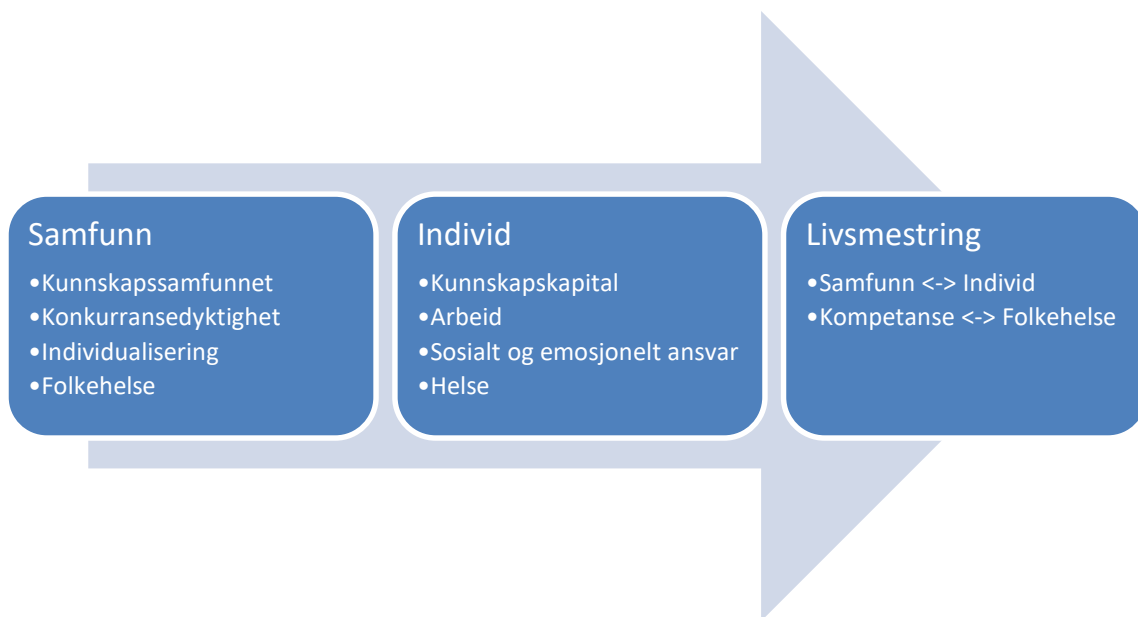 Samfunn
•Kunnskapssamfunnet
•Konkurransedyktighet
•Individualisering
•Folkehelse
Individ
•Kunnskapskapital
•Arbeid
•Sosialt og emosjonelt ansvar
•Helse
Livsmestring
•Samfunn <-> Individ
•Kompetanse <-> Folkehelse